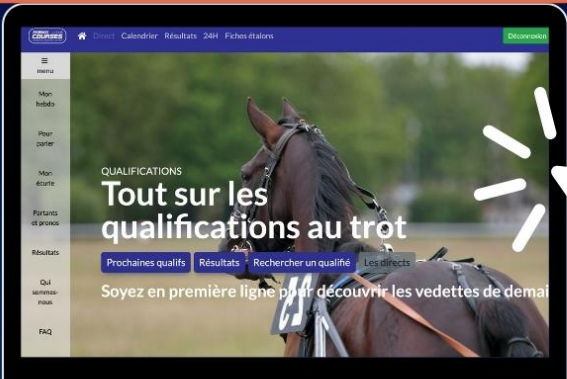 COURSES
Direct Calendrier Résultats 24H Fiches étalons
Déconnexion
menu
Mon
hebdo
Pour
parier
Mon
écurie
Partants
et pronos
Résultats
Qui
sommes-
nous
FAQ
QUALIFICATIONS
Tout sur les
qualifications au trot
Prochaines qualifs Résultats Rechercher un qualifié Les directs
Soyez en première ligne pour découvrir les vedettes de demai